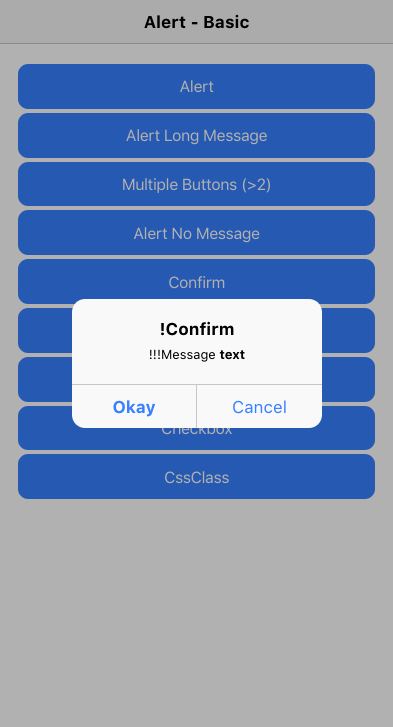 Alert - Basic
Alert
Alert Long Message
Multiple Buttons (>2)
Alert No Message
Confirm
!Confirm
!!!Message text
Okay
Cancel
Checkbox
CssClass